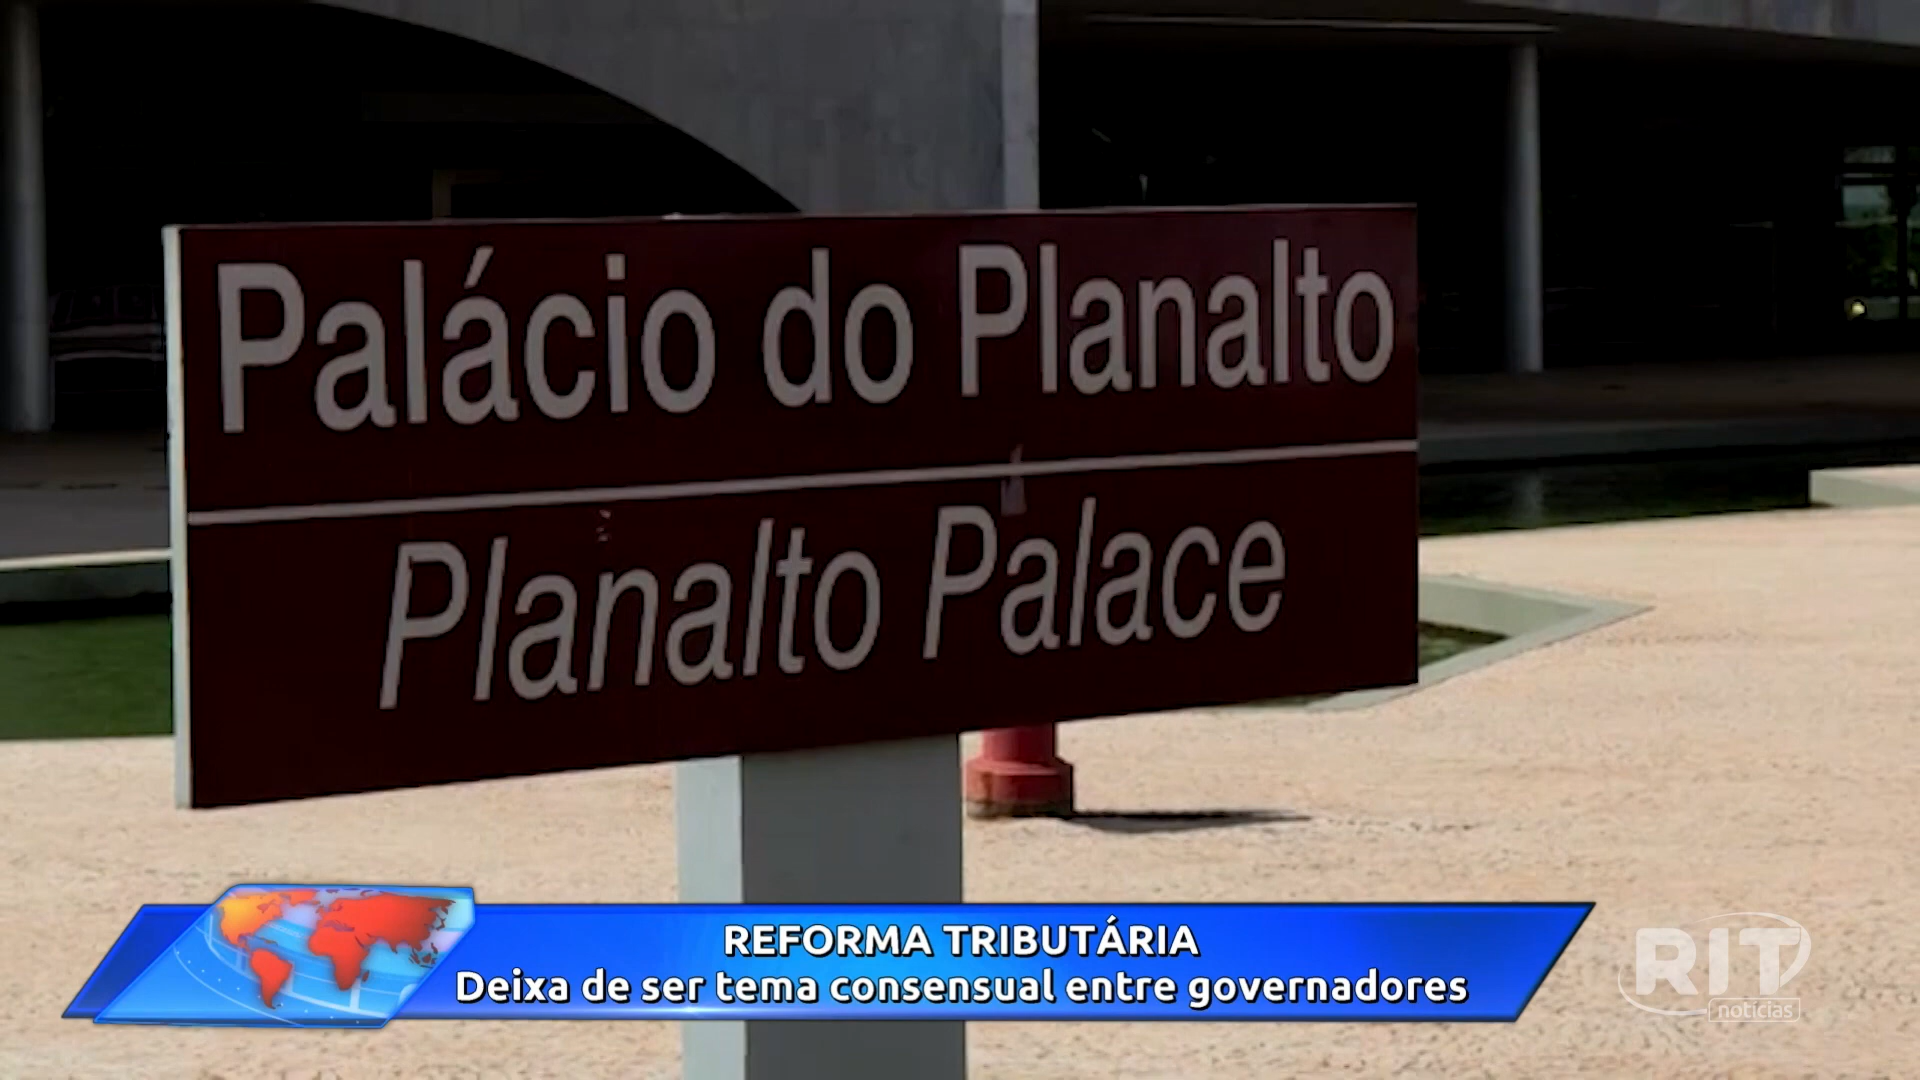 Palácio do Planalto
Planalto Palace
REFORMA TRIBUTÁRIA
Deixa de ser tema consensual entre governadores
RIT
notícias